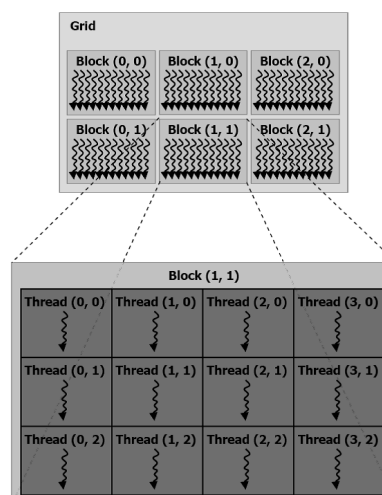 Grid
Block (0, 0) Block (1, 0) Block (2, 0)
Block (0, 1) Block (1, 1) Block (2, 1)
Block (1, 1)
Thread (0, 0) Thread (1, 0) Thread (2, 0) Thread (3, 0)
Thread (0, 1) Thread (1, 1) Thread (2, 1) Thread (3, 1)
Thread (0, 2) Thread (1, 2) Thread (2, 2) Thread (3, 2)